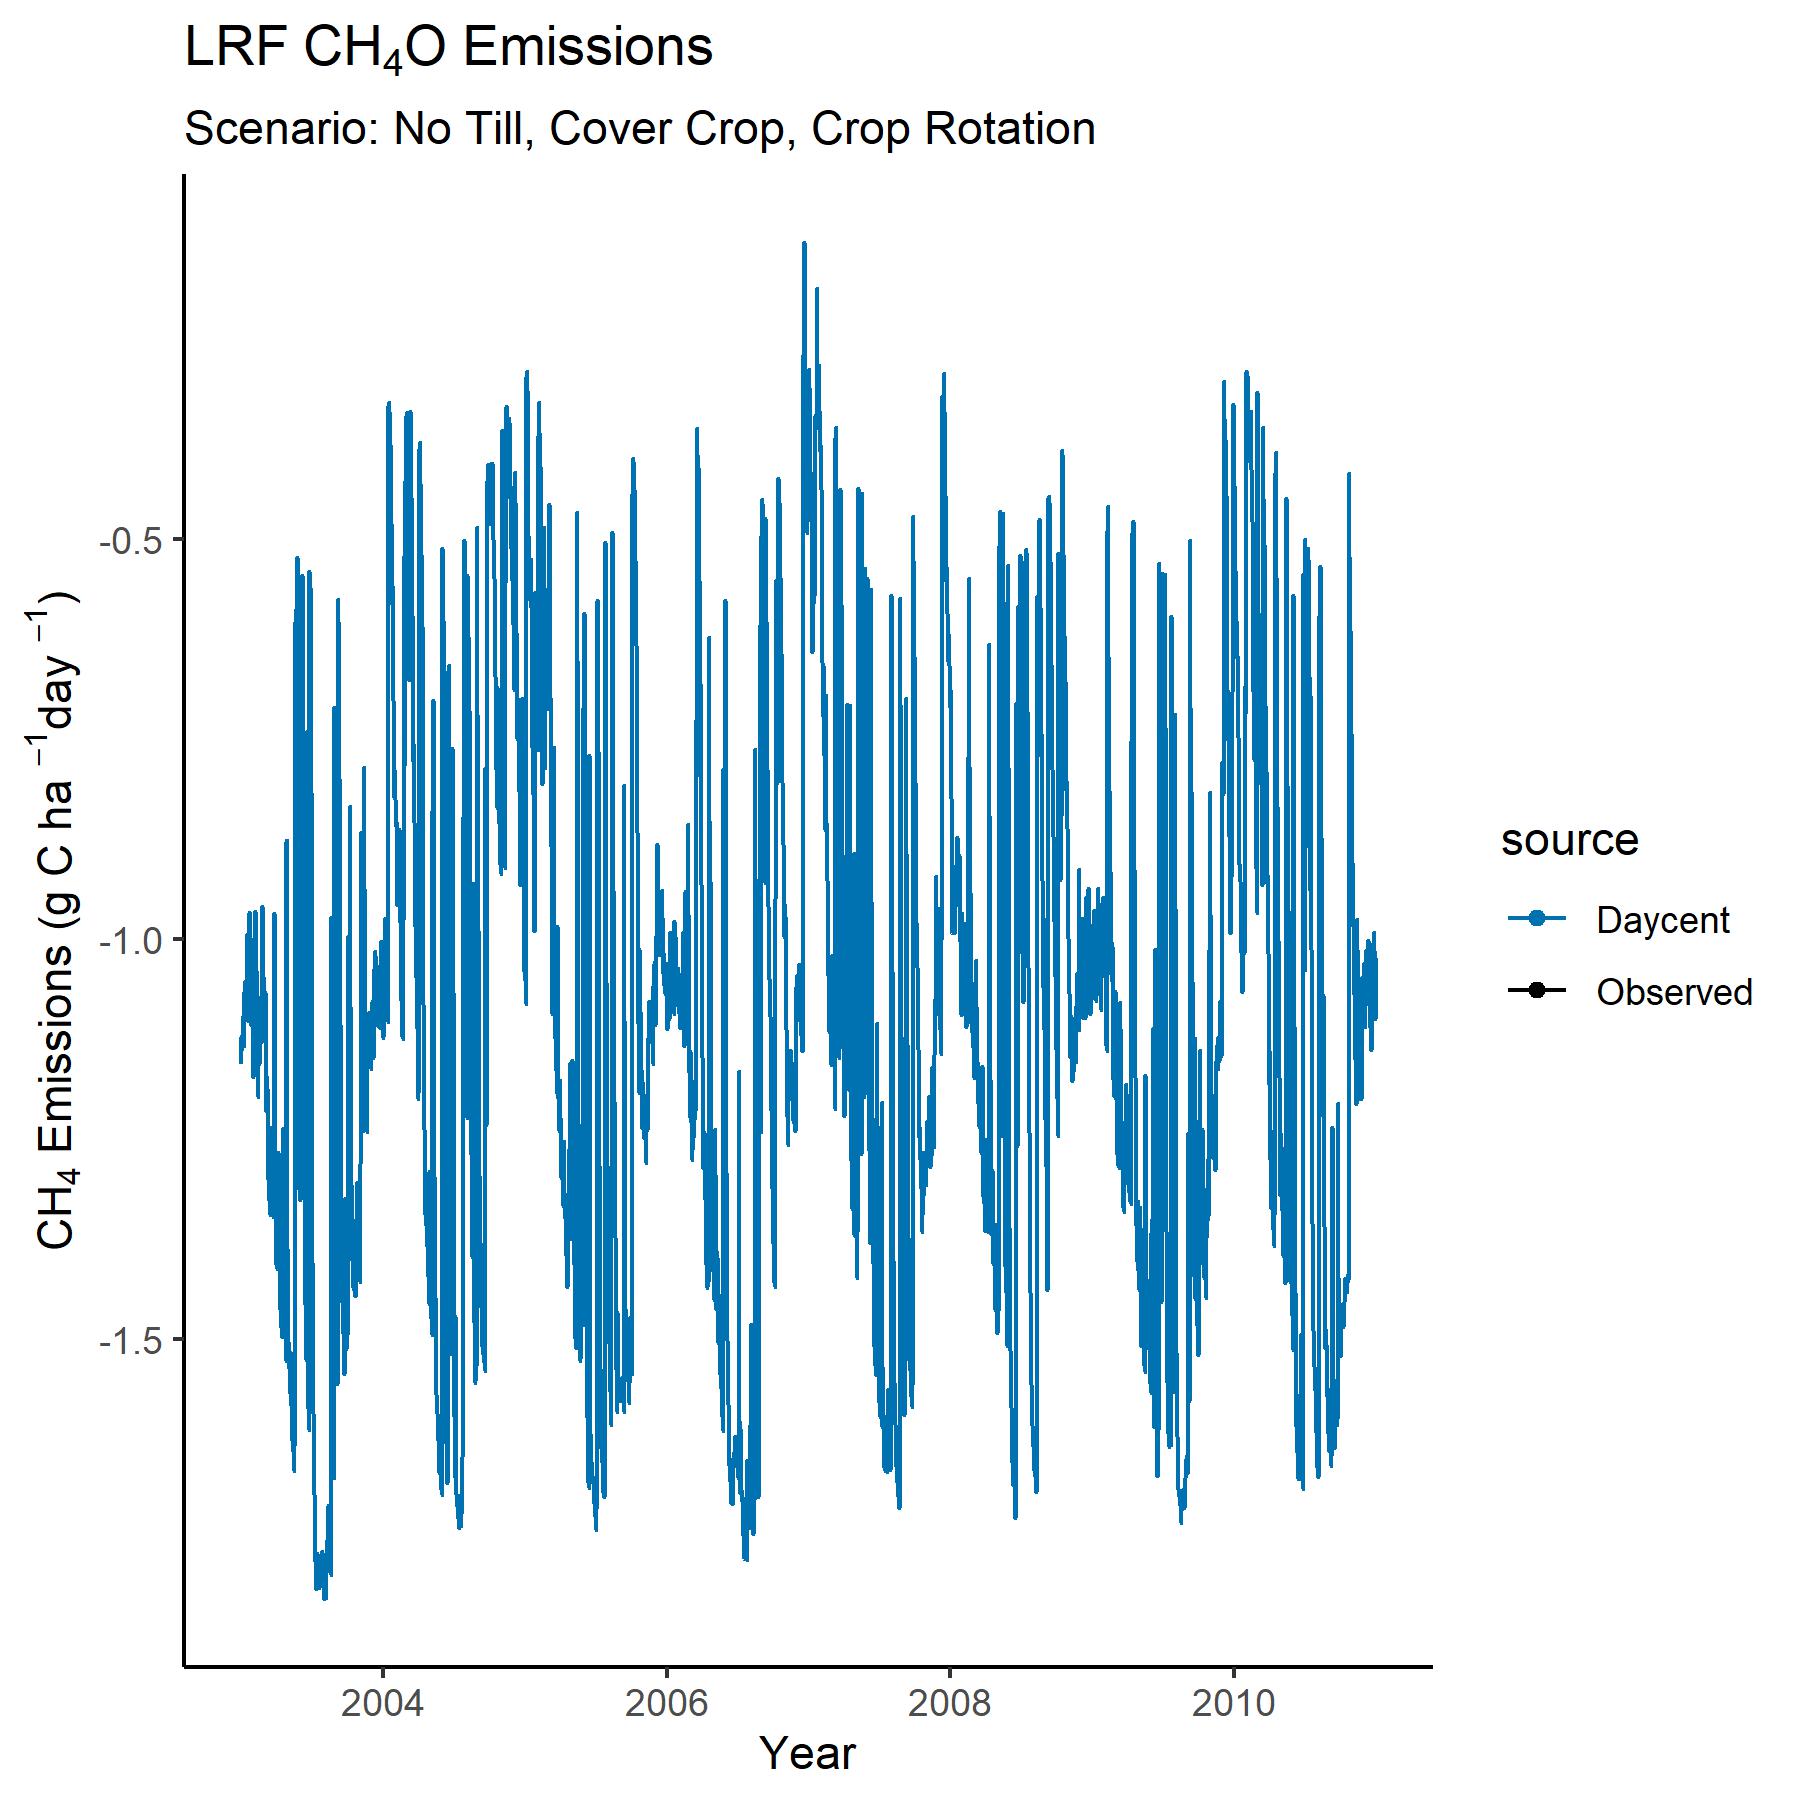 LRF CH₄O Emissions
Scenario: No Till, Cover Crop, Crop Rotation
CH₄ Emissions (g C ha ⁻¹day ⁻¹)
-0.5
-1.0
-1.5
2004 2006 2008 2010
Year
source
Daycent
Observed